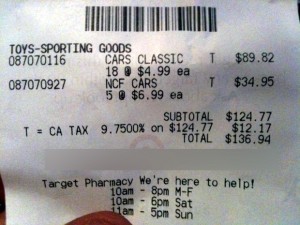 TOYS-SPORTING GOODS
087070116 CARS CLASSIC T $89.82
18 @ $4.99 ea
087070927 NCF CARS T $34.95
5 @ $6.99 ea
SUBTOTAL $124.77
T = CA TAX 9.7500% on $124.77 $12.17
TOTAL $136.94
Target Pharmacy We're here to help!
10am - 8pm M-F
10am - 6pm Sat
11am - 5pm Sun